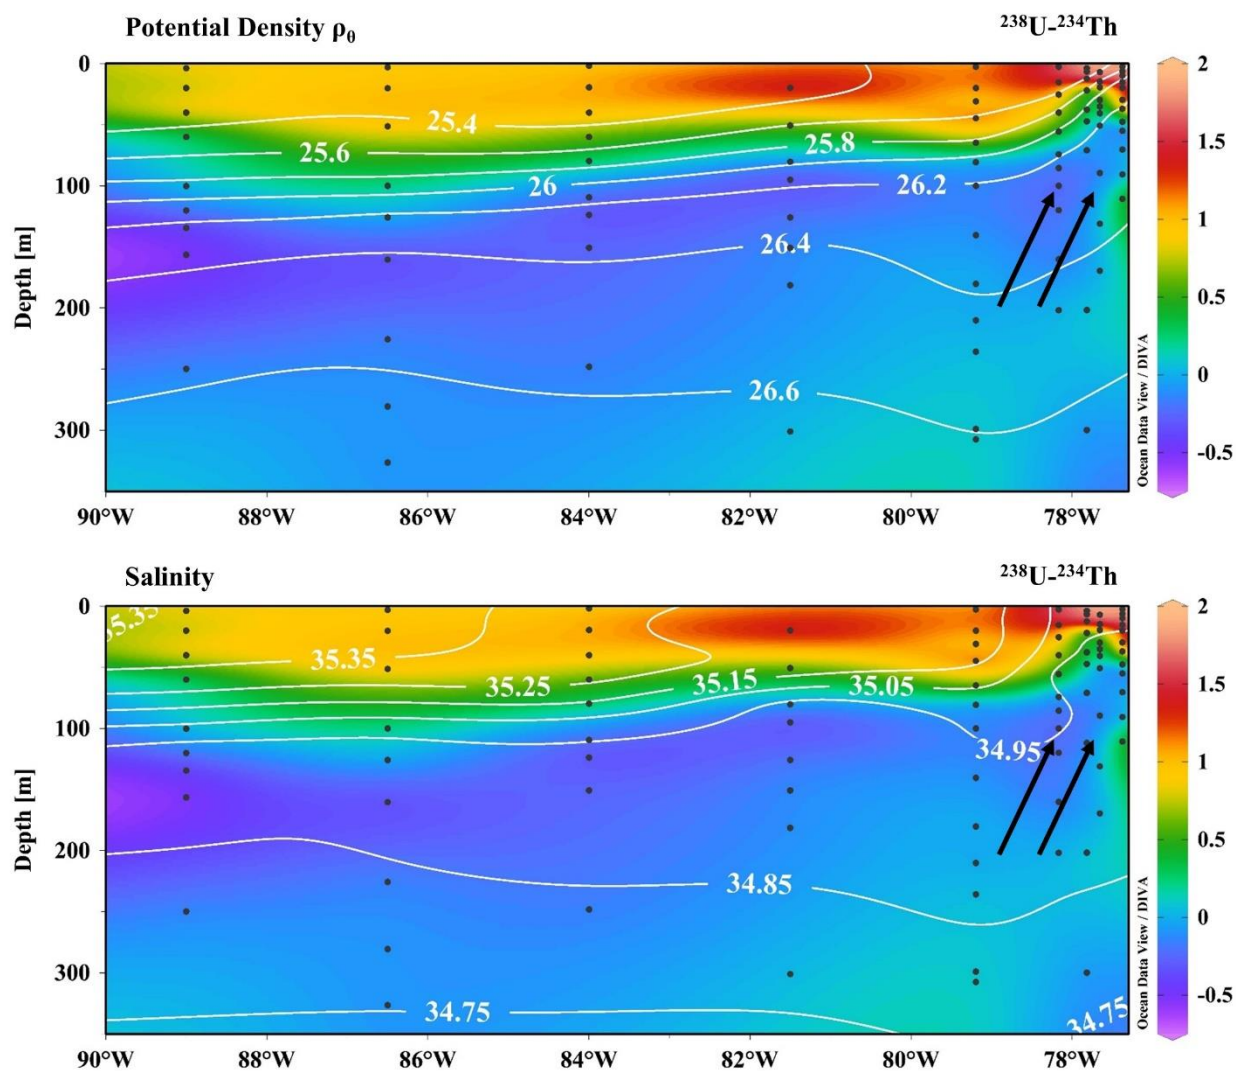 Potential Density ρθ
²³⁸U-²³⁴Th
0
100
200
300
Depth [m]
25.4
25.6
25.8
26
26.2
26.4
26.6
90°W
88°W
86°W
84°W
82°W
80°W
78°W
Ocean Data View / DIVA
2
1.5
1
0.5
0
-0.5
Salinity
²³⁸U-²³⁴Th
0
100
200
300
Depth [m]
35.35
35.35
35.25
35.15
35.05
34.95
34.85
34.75
34.75
90°W
88°W
86°W
84°W
82°W
80°W
78°W
Ocean Data View / DIVA
2
1.5
1
0.5
0
-0.5